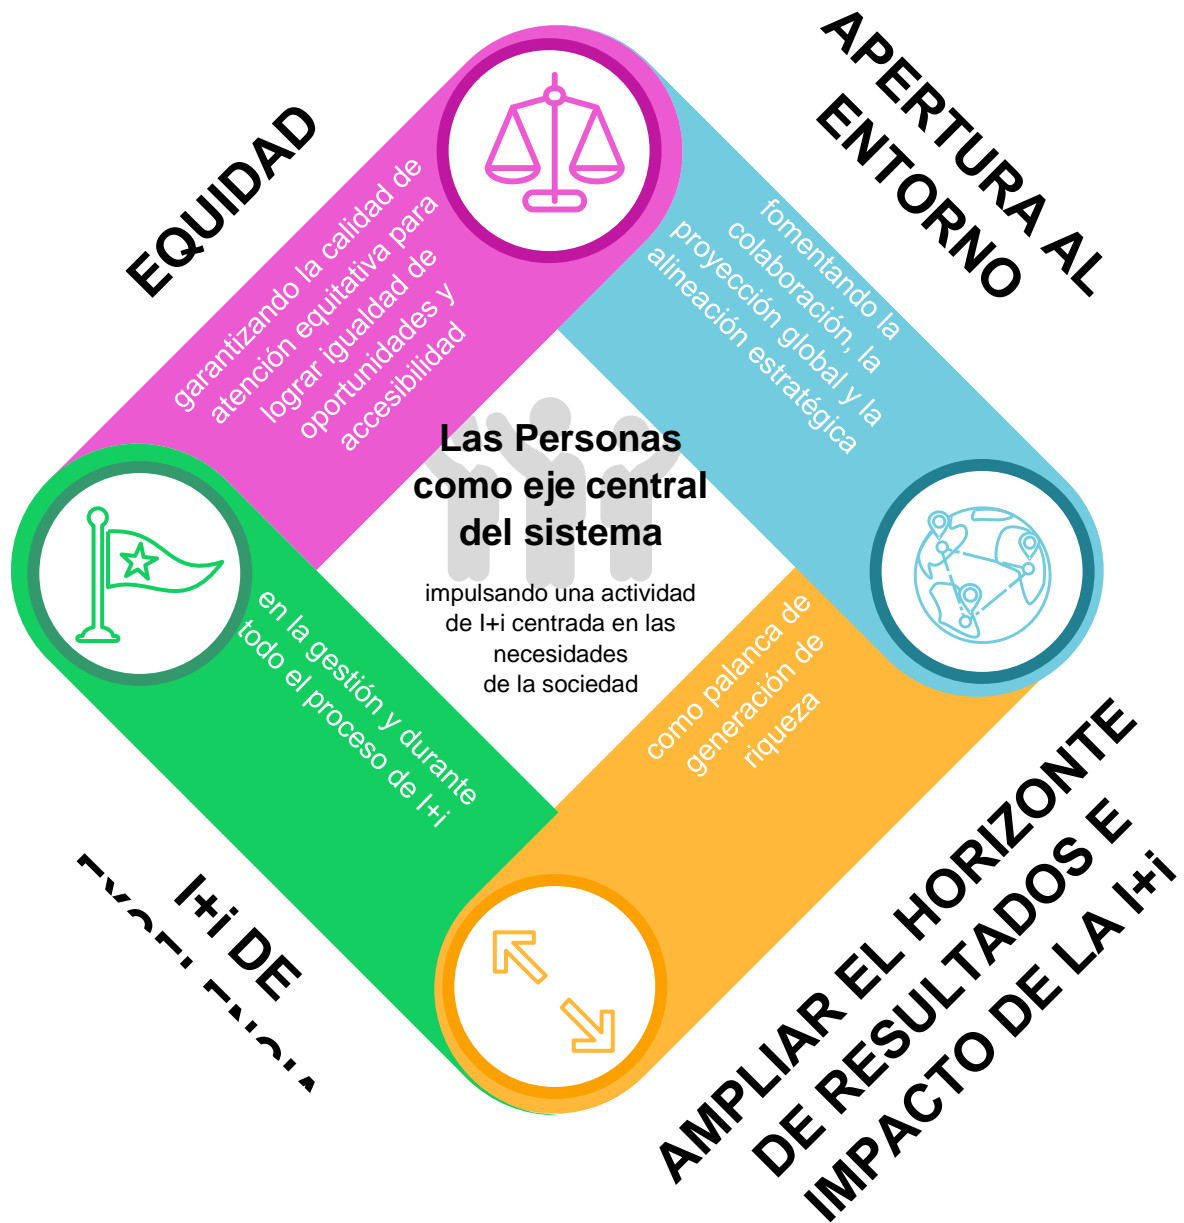 EQUIDAD
garantizando la calidad de
atención equitativa para
lograr igualdad de
oportunidades y
accesibilidad
APERTURA AL
ENTORNO
fomentando la
colaboración, la
proyección global y la
alineación estratégica
Las Personas
como eje central
del sistema
impulsando una actividad
de I+i centrada en las
necesidades
de la sociedad
I+i DE
en la gestión y durante
todo el proceso de I+i
como palanca de
generación de
riqueza
AMPLIAR EL HORIZONTE
DE RESULTADOS E
IMPACTO DE LA I+i